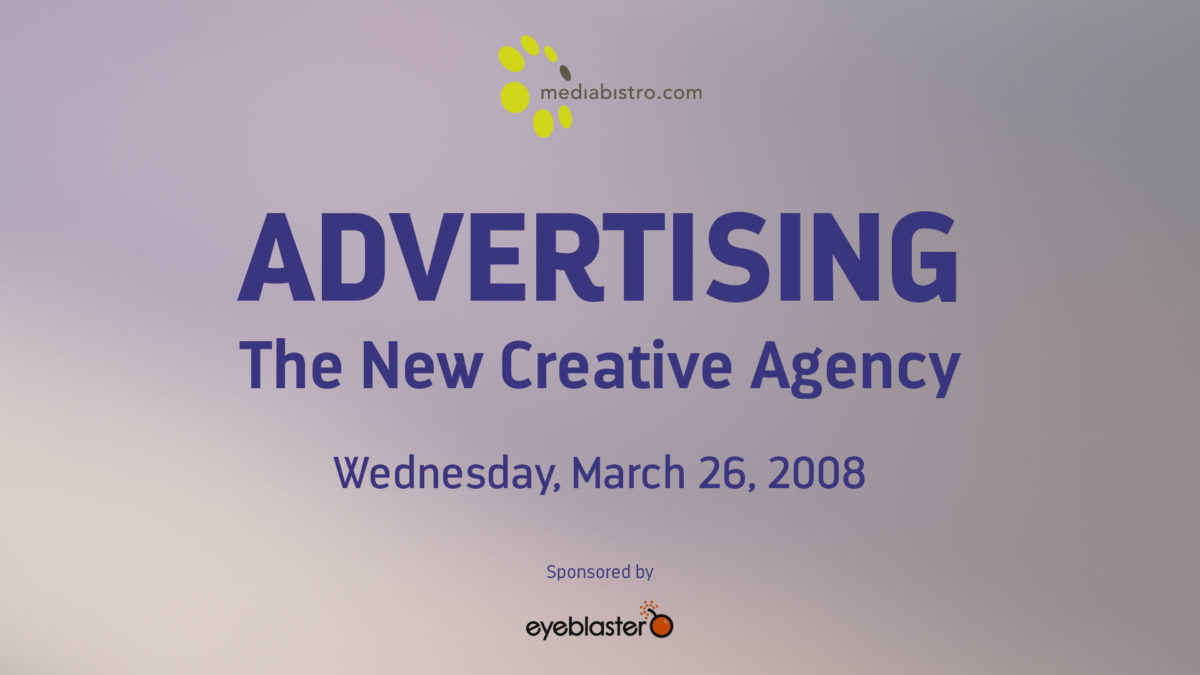 mediabistro.com
ADVERTISING
The New Creative Agency
Wednesday, March 26, 2008
Sponsored by
eyeblaster